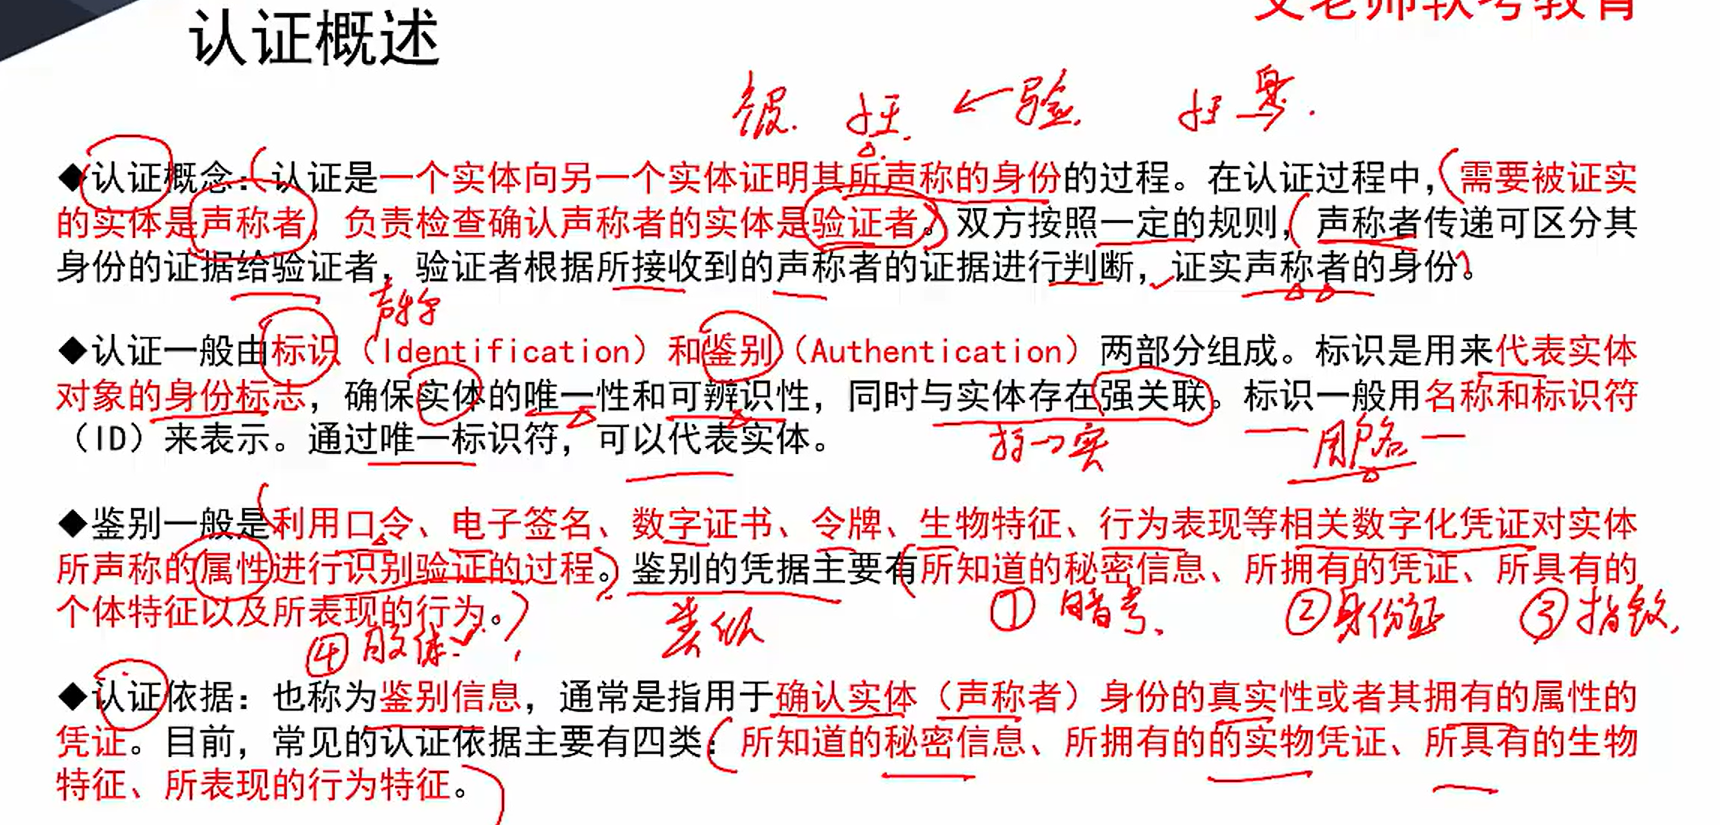 文老师软考教育
认证概述
验
◆认证概念：认证是一个实体向另一个实体证明其所声称的身份的过程。在认证过程中，需要被证实
的实体是声称者，负责检查确认声称者的实体是验证者。双方按照一定的规则，声称者传递可区分其
身份的证据给验证者，验证者根据所接收到的声称者的证据进行判断，证实声称者的身份。
◆认证一般由标识（Identification）和鉴别（Authentication）两部分组成。标识是用来代表实体
对象的身份标志，确保实体的唯一性和可辨识性，同时与实体存在强关联。标识一般用名称和标识符
（ID）来表示。通过唯一标识符，可以代表实体。
用户名
◆鉴别一般是利用口令、电子签名、数字证书、令牌、生物特征、行为表现等相关数字化凭证对实体
所声称的属性进行识别验证的过程。鉴别的凭据主要有所知道的秘密信息、所拥有的凭证、所具有的
个体特征以及所表现的行为。
① 暗号 ②身份证 ③指纹
④ 类似
◆认证依据：也称为鉴别信息，通常是指用于确认实体（声称者）身份的真实性或者其拥有的属性的
凭证。目前，常见的认证依据主要有四类：所知道的秘密信息、所拥有的的实物凭证、所具有的生物
特征、所表现的行为特征。